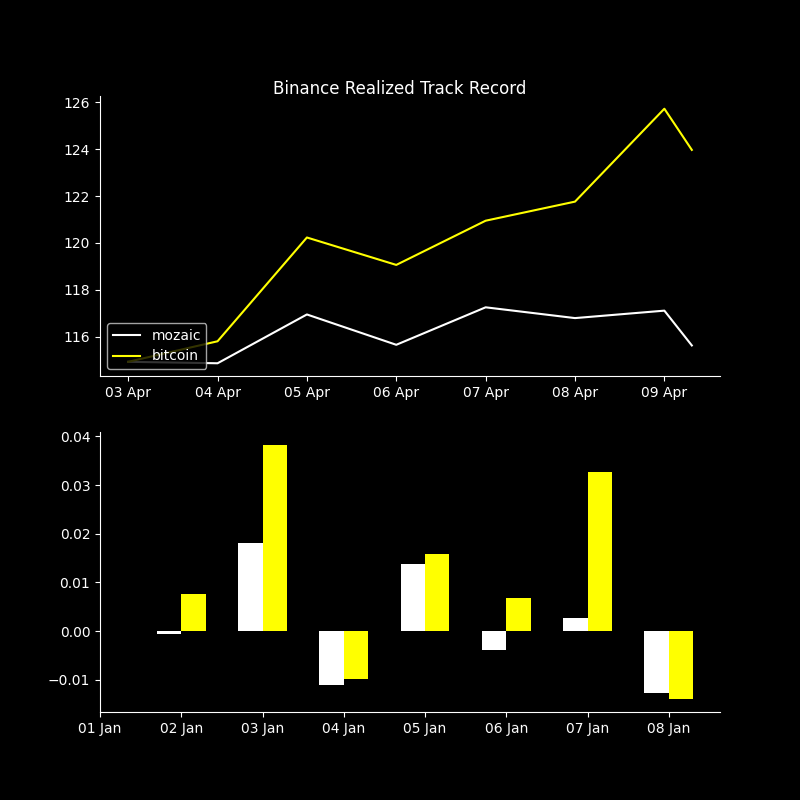 Binance Realized Track Record
126
124
122
120
118
116
mozaic
bitcoin
03 Apr 04 Apr 05 Apr 06 Apr 07 Apr 08 Apr 09 Apr
0.04
0.03
0.02
0.01
0.00
−0.01
01 Jan 02 Jan 03 Jan 04 Jan 05 Jan 06 Jan 07 Jan 08 Jan